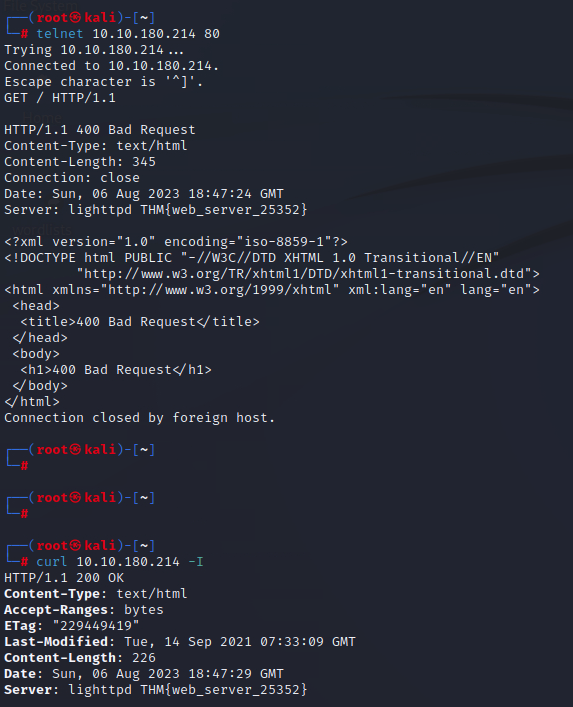 ┌──(root㉿kali)-[~]
└─# telnet 10.10.180.214 80
Trying 10.10.180.214...
Connected to 10.10.180.214.
Escape character is '^]'.
GET / HTTP/1.1
HTTP/1.1 400 Bad Request
Content-Type: text/html
Content-Length: 345
Connection: close
Date: Sun, 06 Aug 2023 18:47:24 GMT
Server: lighttpd THM{web_server_25352}
<?xml version="1.0" encoding="iso-8859-1"?>
<!DOCTYPE html PUBLIC "-//W3C//DTD XHTML 1.0 Transitional//EN"
         "http://www.w3.org/TR/xhtml1/DTD/xhtml1-transitional.dtd">
<html xmlns="http://www.w3.org/1999/xhtml" xml:lang="en" lang="en">
 <head>
  <title>400 Bad Request</title>
 </head>
 <body>
  <h1>400 Bad Request</h1>
 </body>
</html>
Connection closed by foreign host.
┌──(root㉿kali)-[~]
└─#
┌──(root㉿kali)-[~]
└─#
┌──(root㉿kali)-[~]
└─# curl 10.10.180.214 -I
HTTP/1.1 200 OK
Content-Type: text/html
Accept-Ranges: bytes
ETag: "229449419"
Last-Modified: Tue, 14 Sep 2021 07:33:09 GMT
Content-Length: 226
Date: Sun, 06 Aug 2023 18:47:29 GMT
Server: lighttpd THM{web_server_25352}